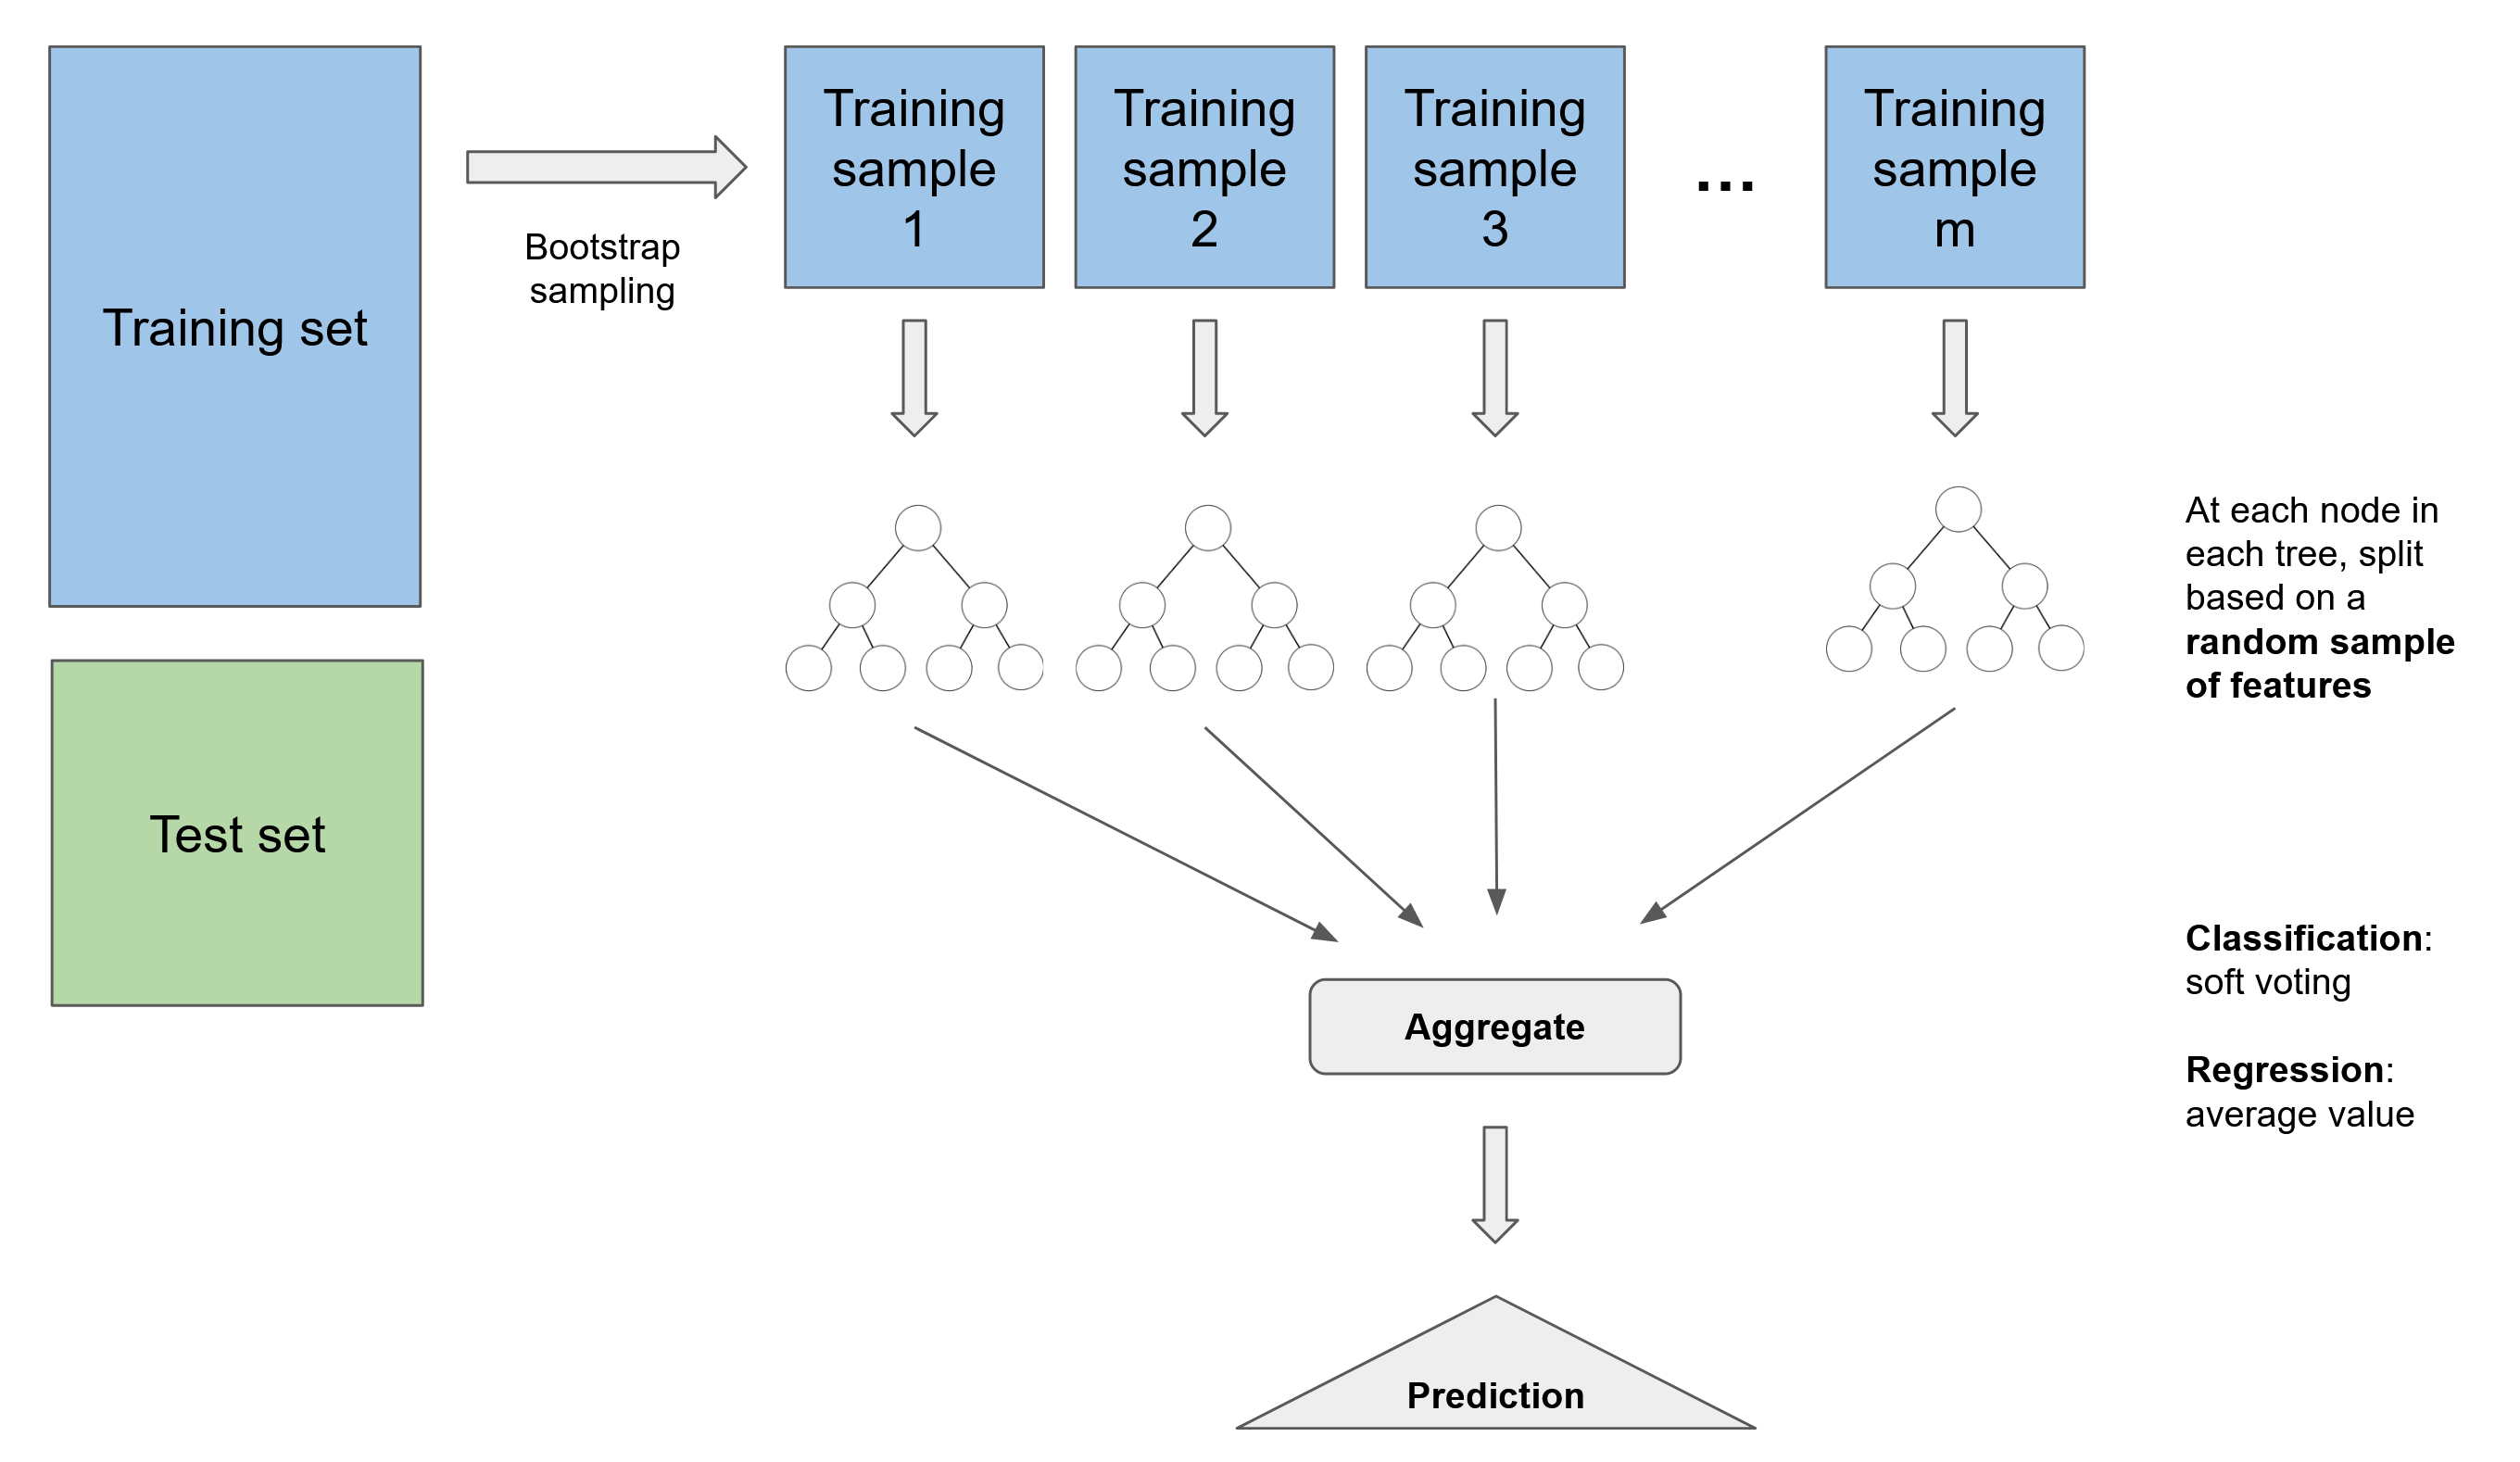 Training set
Bootstrap
sampling
Training
sample
1
Training
sample
2
Training
sample
3
...
Training
sample
m
At each node in
each tree, split
based on a
random sample
of features
Test set
Classification:
soft voting
Aggregate
Regression:
average value
Prediction